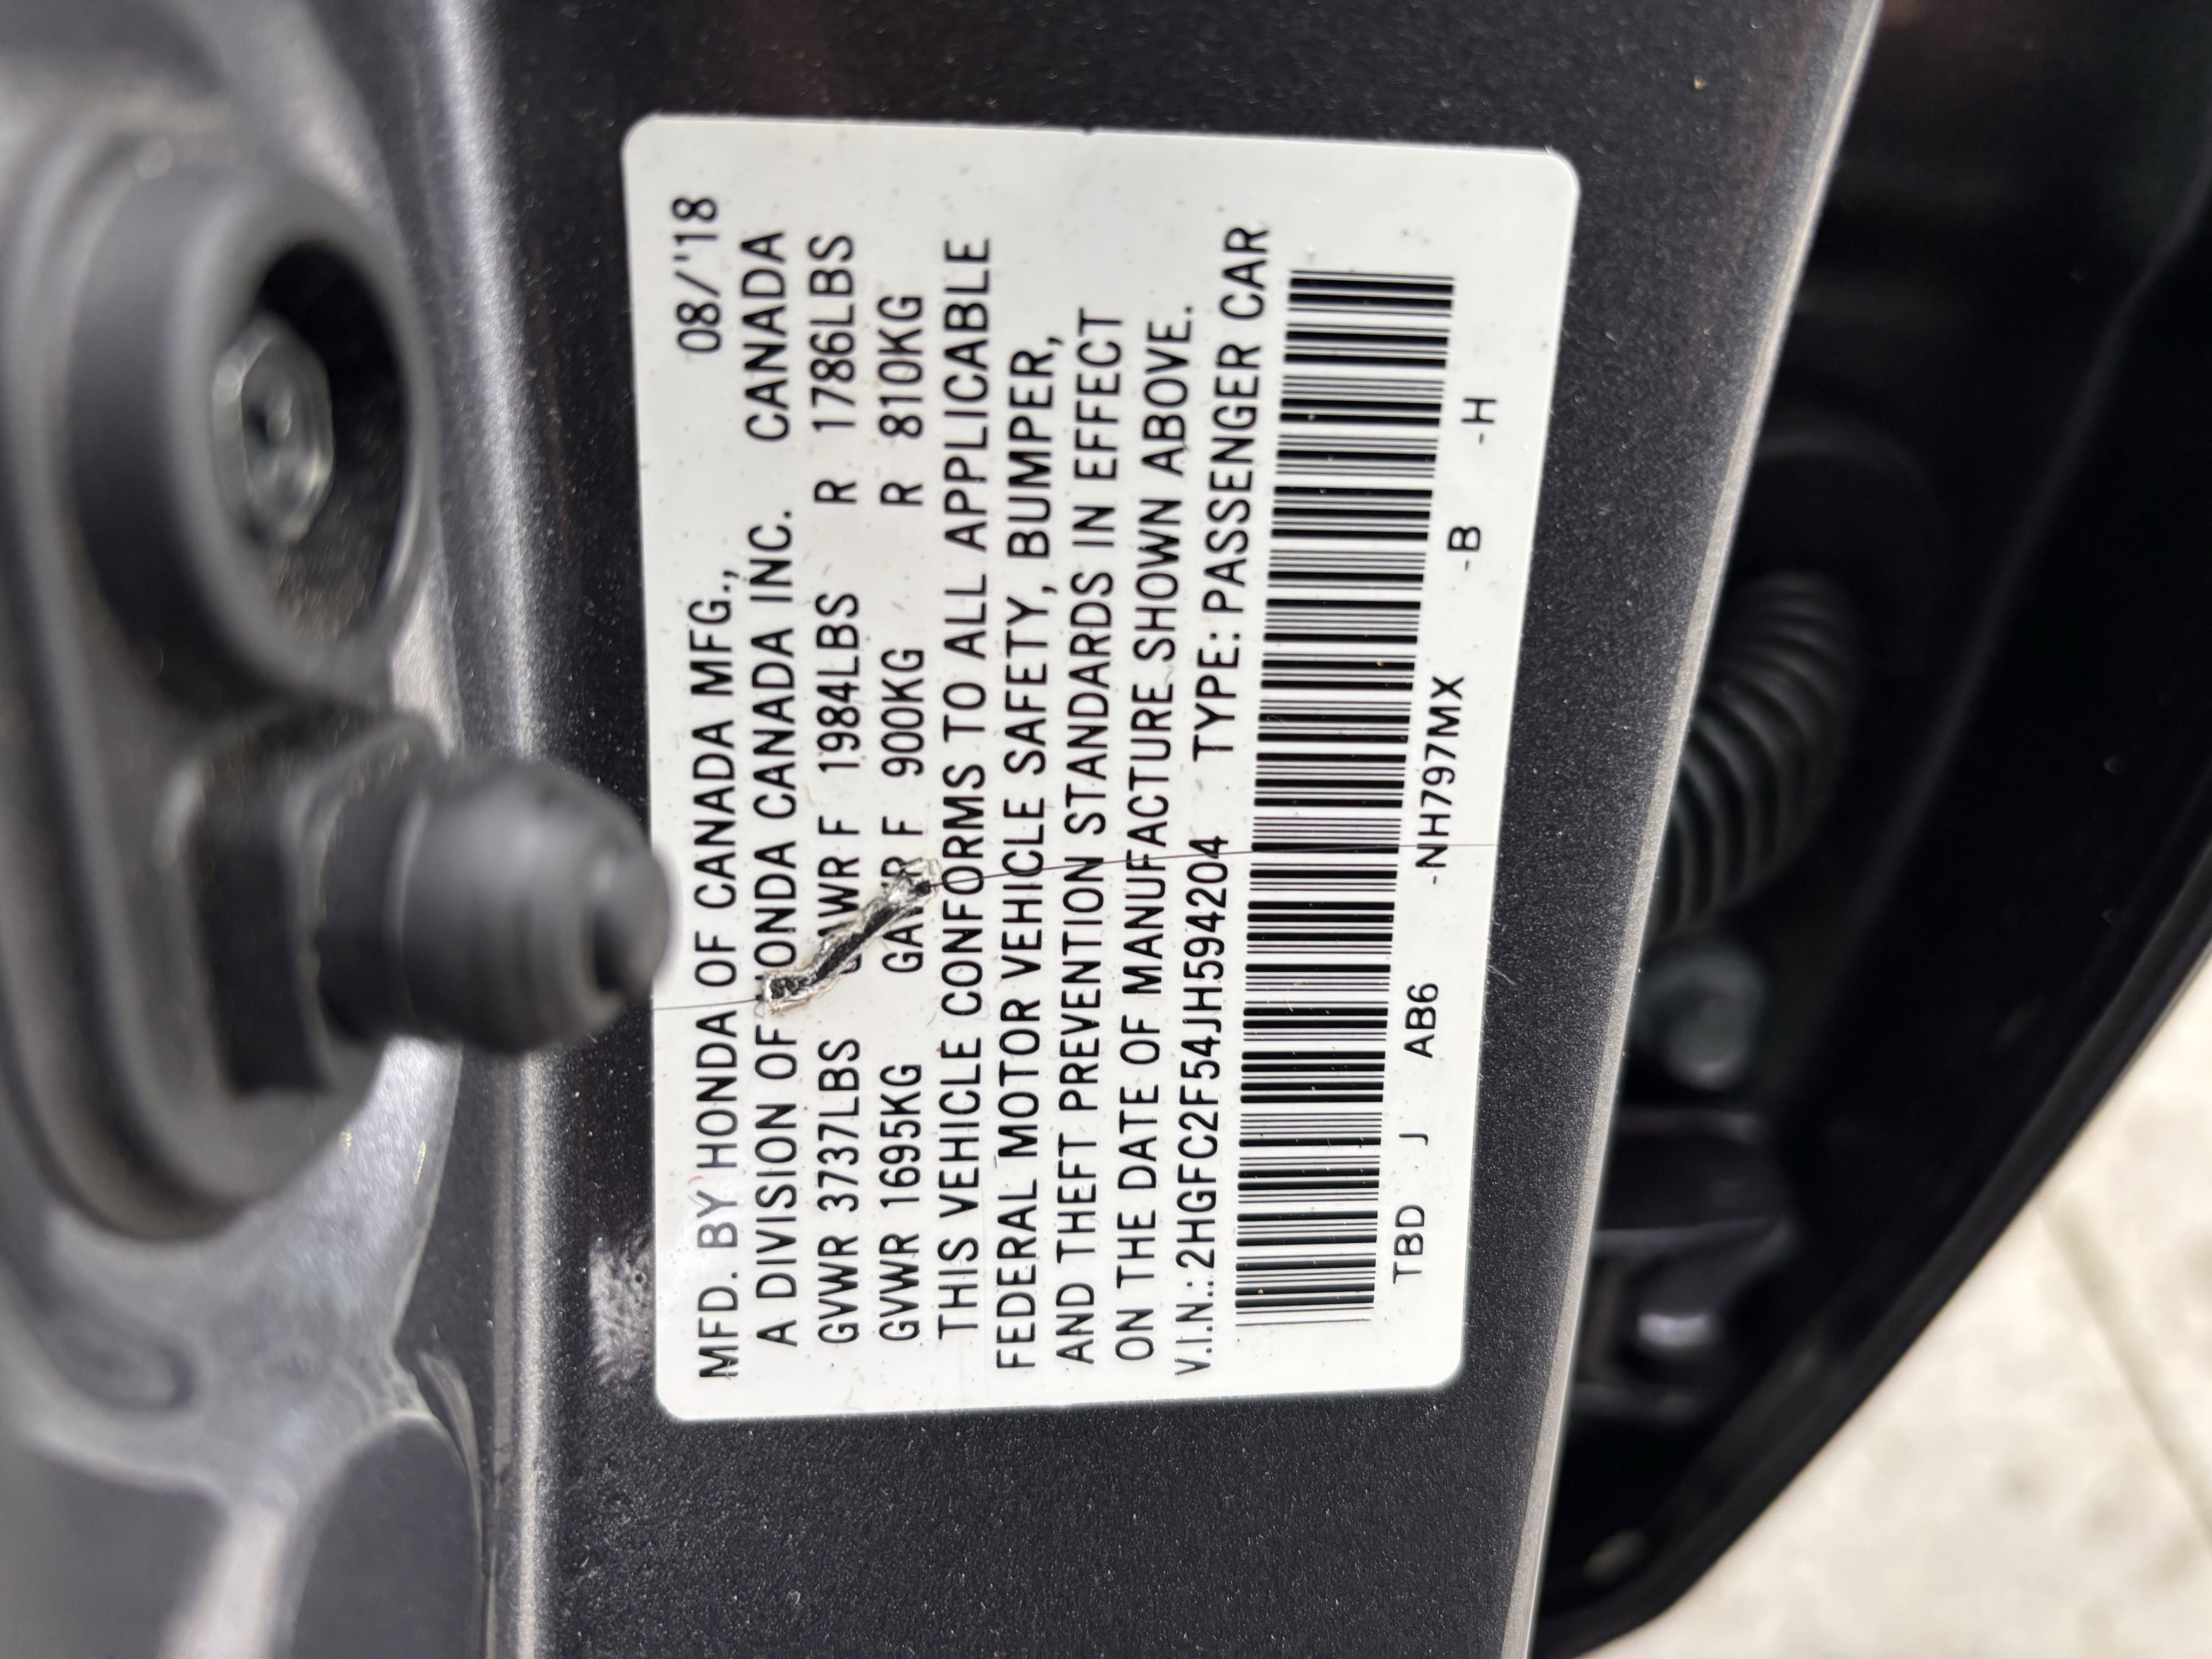 08/'18
MFD. BY HONDA OF CANADA MFG.,
A DIVISION OF HONDA CANADA INC. CANADA
GVWR 3737LBS GAWR F 1984LBS R 1786LBS
GVWR 1695KG GAWR F 900KG R 810KG
THIS VEHICLE CONFORMS TO ALL APPLICABLE
FEDERAL MOTOR VEHICLE SAFETY, BUMPER,
AND THEFT PREVENTION STANDARDS IN EFFECT
ON THE DATE OF MANUFACTURE SHOWN ABOVE.
V.I.N.:2HGFC2F54JH594204 TYPE: PASSENGER CAR
TBD J AB6 -NH797MX -B -H